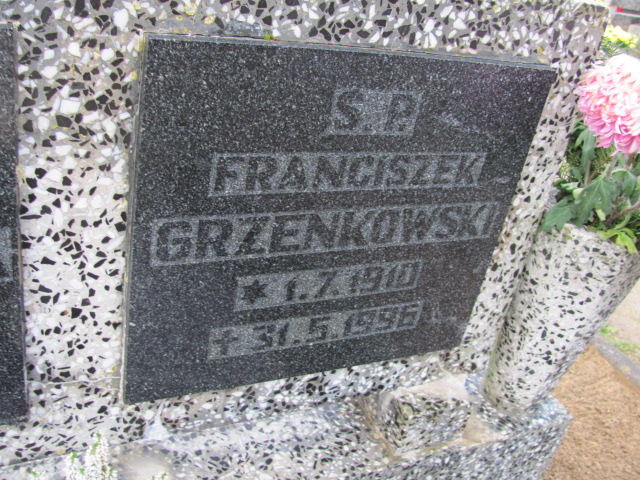 Ś.P.
FRANCISZEK
GRZENKOWSKI
★1.7.1910
+31.5.1996